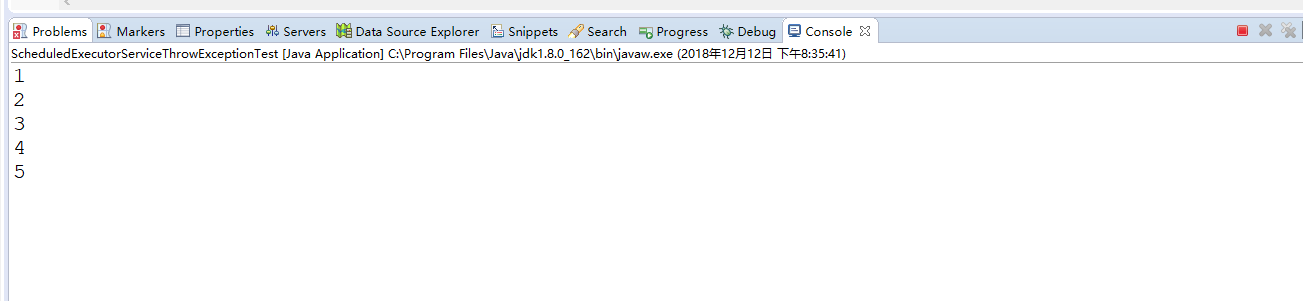 Problems Markers Properties Servers Data Source Explorer Snippets Search Progress Debug Console
ScheduledExecutorServiceThrowExceptionTest [Java Application] C:\Program Files\Java\jdk1.8.0_162\bin\javaw.exe (2018年12月12日 下午8:35:41)
1
2
3
4
5